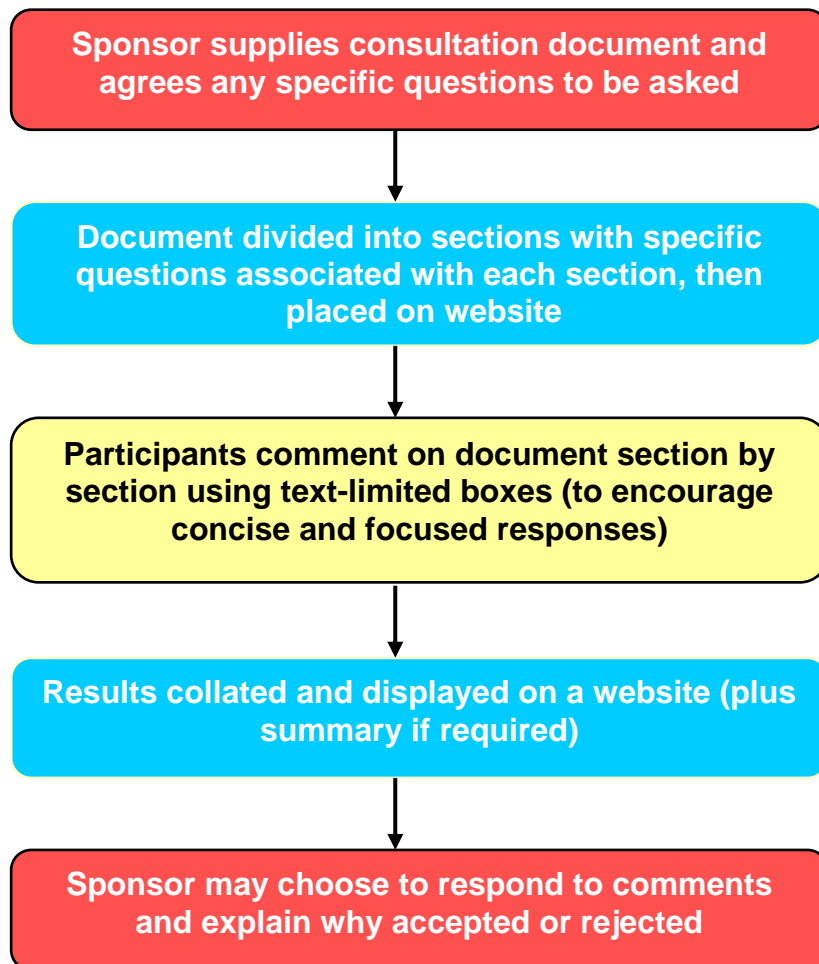 Sponsor supplies consultation document and
agrees any specific questions to be asked
Document divided into sections with specific
questions associated with each section, then
placed on website
Participants comment on document section by
section using text-limited boxes (to encourage
concise and focused responses)
Results collated and displayed on a website (plus
summary if required)
Sponsor may choose to respond to comments
and explain why accepted or rejected